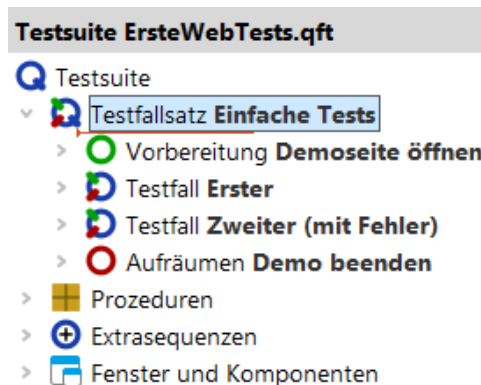 Testsuite ErsteWebTests.qft
Testsuite
Testfallsatz Einfache Tests
Vorbereitung Demoseite öffnen
Testfall Erster
Testfall Zweiter (mit Fehler)
Aufräumen Demo beenden
Prozeduren
Extrasequenzen
Fenster und Komponenten